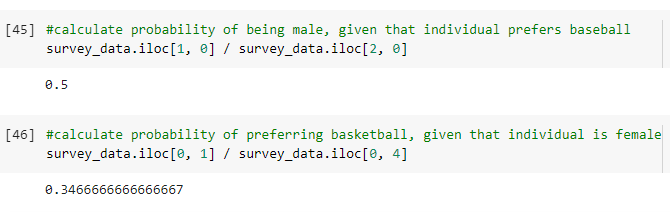 [45] #calculate probability of being male, given that individual prefers baseball
survey_data.iloc[1, 0] / survey_data.iloc[2, 0]
0.5
[46] #calculate probability of preferring basketball, given that individual is female
survey_data.iloc[0, 1] / survey_data.iloc[0, 4]
0.3466666666666667